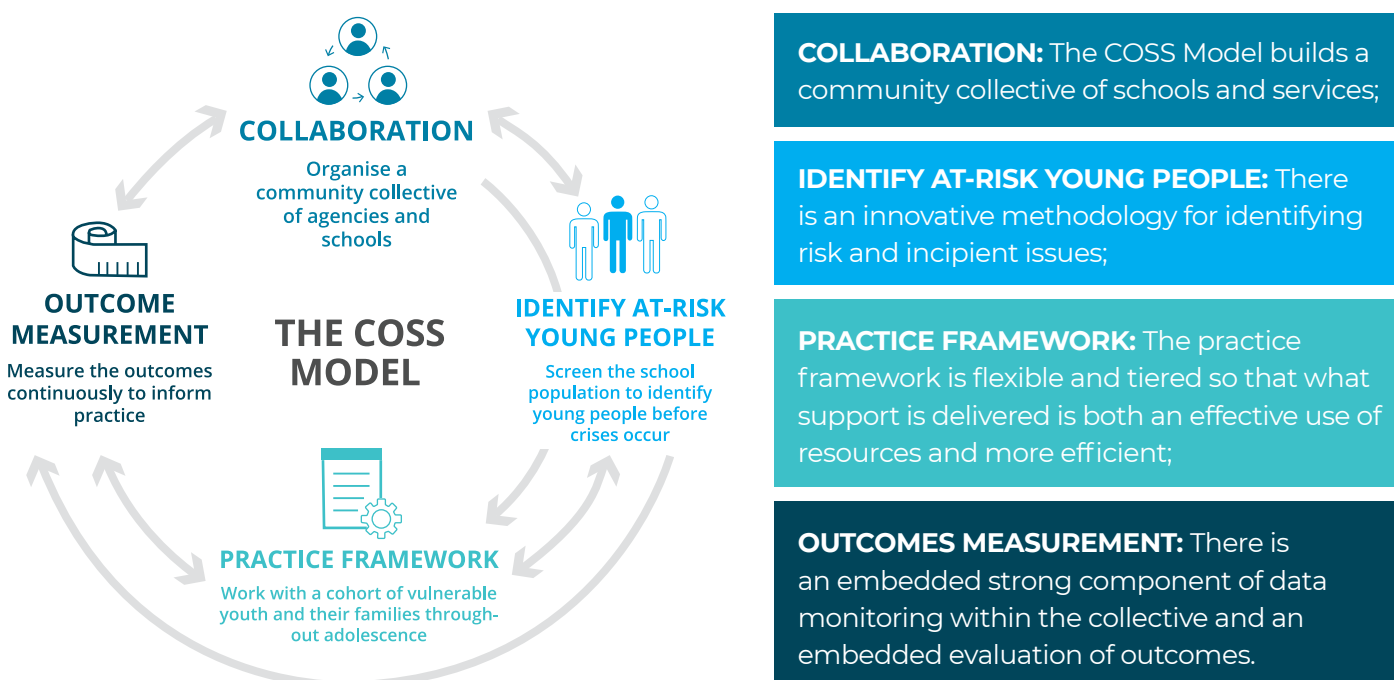 COLLABORATION
Organise a
community collective
of agencies and
schools
OUTCOME
MEASUREMENT
Measure the outcomes
continuously to inform
practice
THE COSS
MODEL
IDENTIFY AT-RISK
YOUNG PEOPLE
Screen the school
population to identify
young people before
crises occur
PRACTICE FRAMEWORK
Work with a cohort of vulnerable
youth and their families through-
out adolescence
COLLABORATION: The COSS Model builds a
community collective of schools and services;
IDENTIFY AT-RISK YOUNG PEOPLE: There
is an innovative methodology for identifying
risk and incipient issues;
PRACTICE FRAMEWORK: The practice
framework is flexible and tiered so that what
support is delivered is both an effective use of
resources and more efficient;
OUTCOMES MEASUREMENT: There is
an embedded strong component of data
monitoring within the collective and an
embedded evaluation of outcomes.